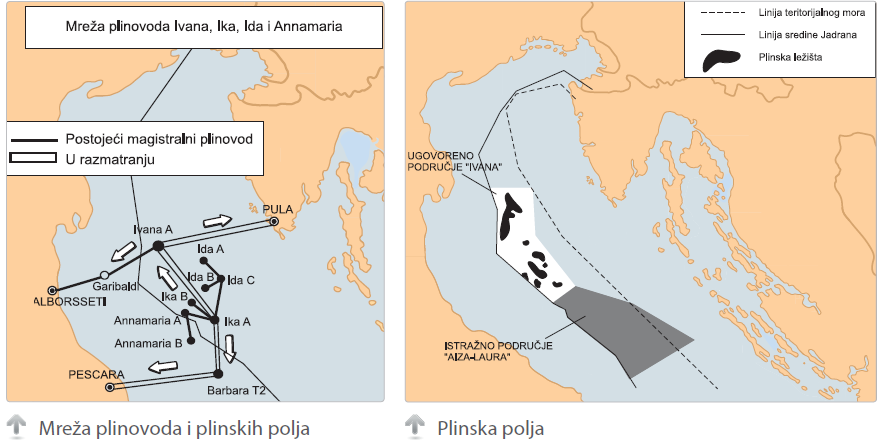 Mreža plinovoda Ivana, Ika, Ida i Annamaria
Postojeći magistralni plinovod
U razmatranju
PULA
Ivana A
Ida A
Garibaldi
Ida B
Ida C
ALBORSSETI
Ika B
Annamaria A
Ika A
Annamaria B
PESCARA
Barbara T2
Mreža plinovoda i plinskih polja
Linija teritorijalnog mora
Linija sredine Jadrana
Plinska ležišta
UGOVORENO
PODRUČJE "IVANA"
ISTRAŽNO PODRUČJE
"AIZA-LAURA"
Plinska polja